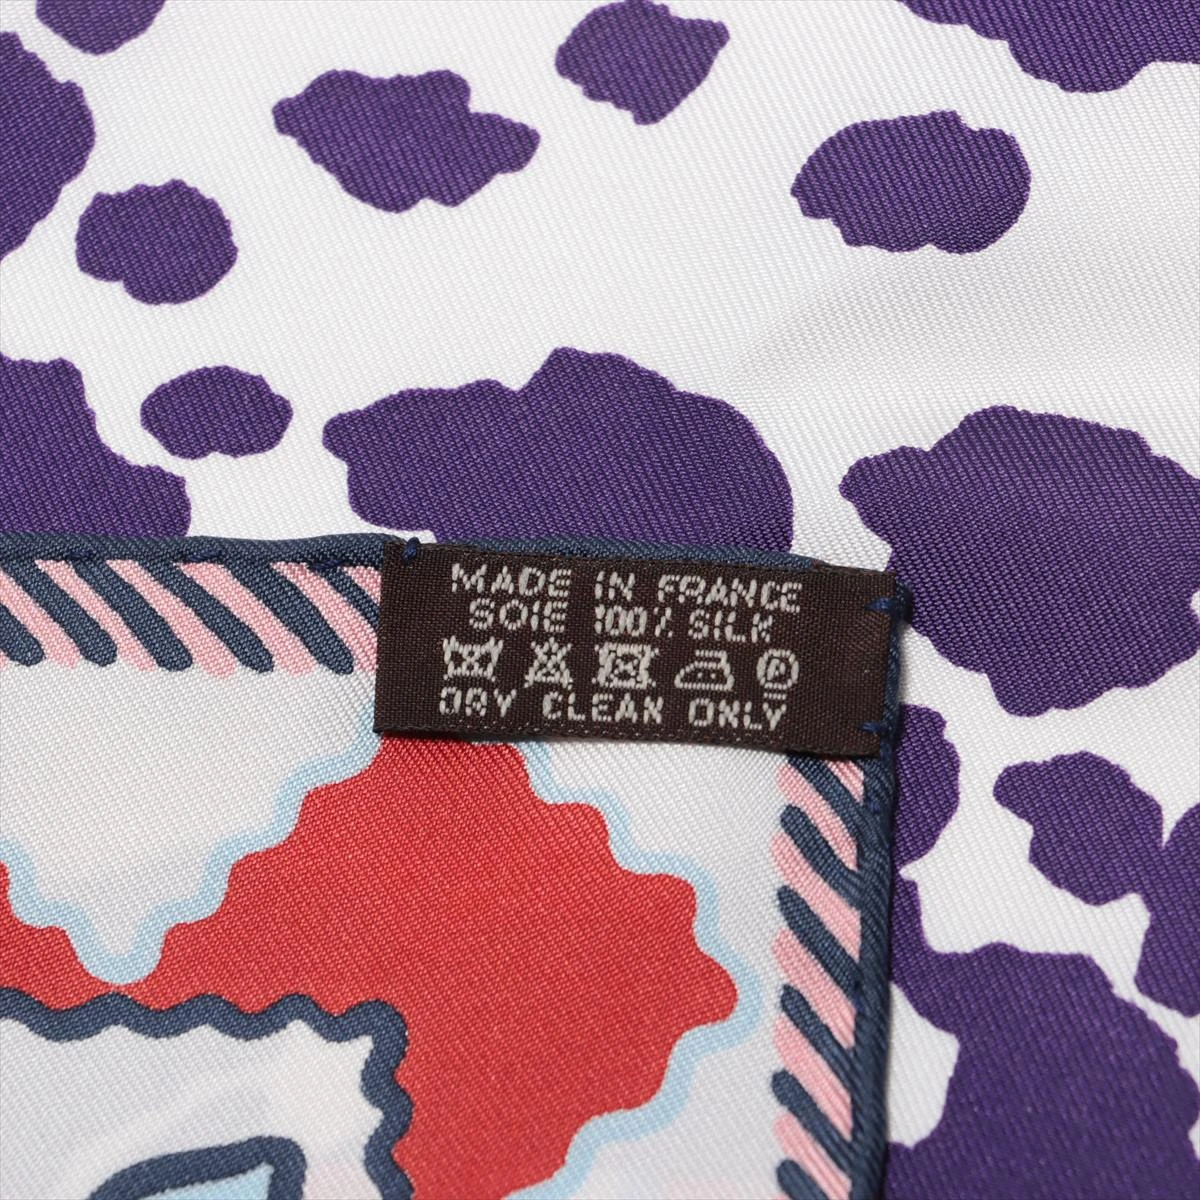 MADE IN FRANCE
SOIE 100% SILK
P
DRY CLEAN ONLY